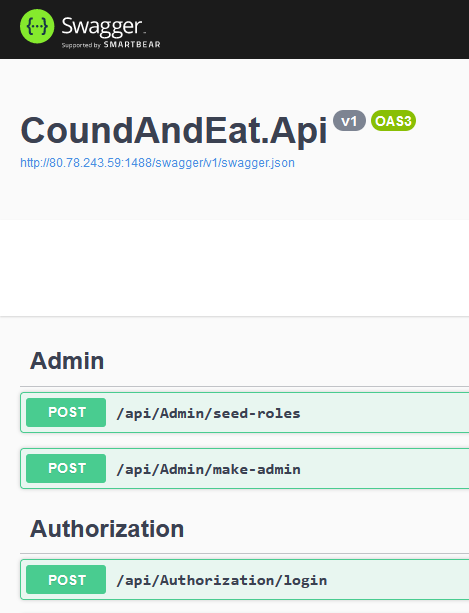 Swagger
Supported by SMARTBEAR
CoundAndEat.Api v1 OAS3
http://80.78.243.59:1488/swagger/v1/swagger.json
Admin
POST /api/Admin/seed-roles
POST /api/Admin/make-admin
Authorization
POST /api/Authorization/login